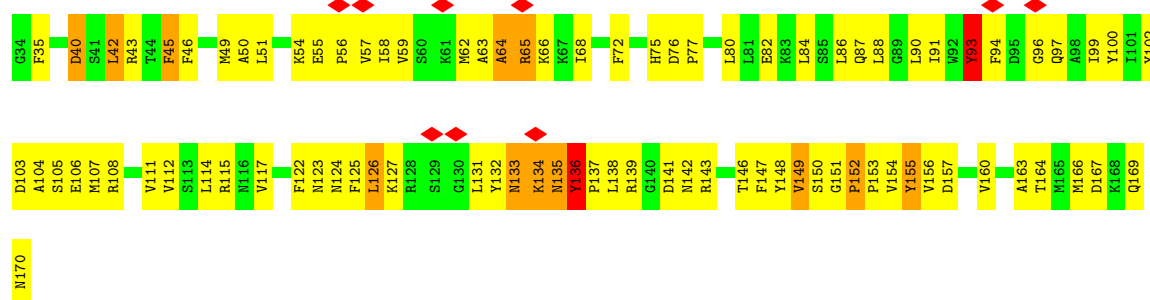 G34 F35 D40 S41 L42 R43 T44 F45 F46 M49 A50 L51 K54 E55 P56 V57 I58 V59 S60 K61 M62 A63 A64 R65 K66 K67 I68 F72 H75 D76 P77 L80 L81 E82 K83 L84 S85 L86 Q87 L88 G89 L90 I91 W92 Y93 F94 D95 G96 Q97 A98 I99 Y100 I101 Y102
D103 A104 S105 E106 M107 R108 V111 V112 S113 L114 R115 N116 V117 F122 N123 N124 F125 L126 K127 R128 S129 G130 L131 Y132 N133 K134 N135 Y136 P137 L138 R139 G140 D141 N142 R143 T146 F147 Y148 V149 S150 G151 P152 P153 V154 Y155 V156 D157 V160 A163 T164 M165 M166 D167 K168 Q169
N170